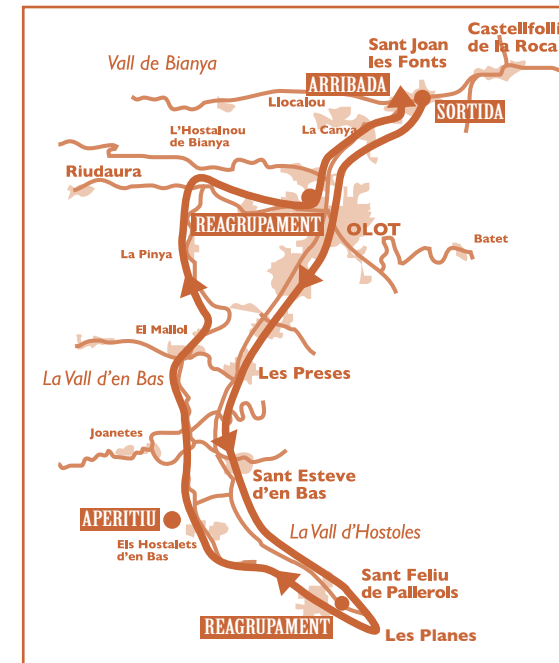 Castellfolli
de la Roca
Sant Joan
les Fonts
Vall de Bianya
ARRIBADA
Llocalou
SORTIDA
L'Hostalnou
de Bianya
La Canya
Riudaura
REAGRUPAMENT
OLOT
Batet
La Pinya
El Mallol
La Vall d'en Bas
Les Preses
Joanetes
Sant Esteve
d'en Bas
APERITIU
La Vall d'Hostoles
Els Hostalets
d'en Bas
Sant Feliu
de Pallerols
REAGRUPAMENT
Les Planes